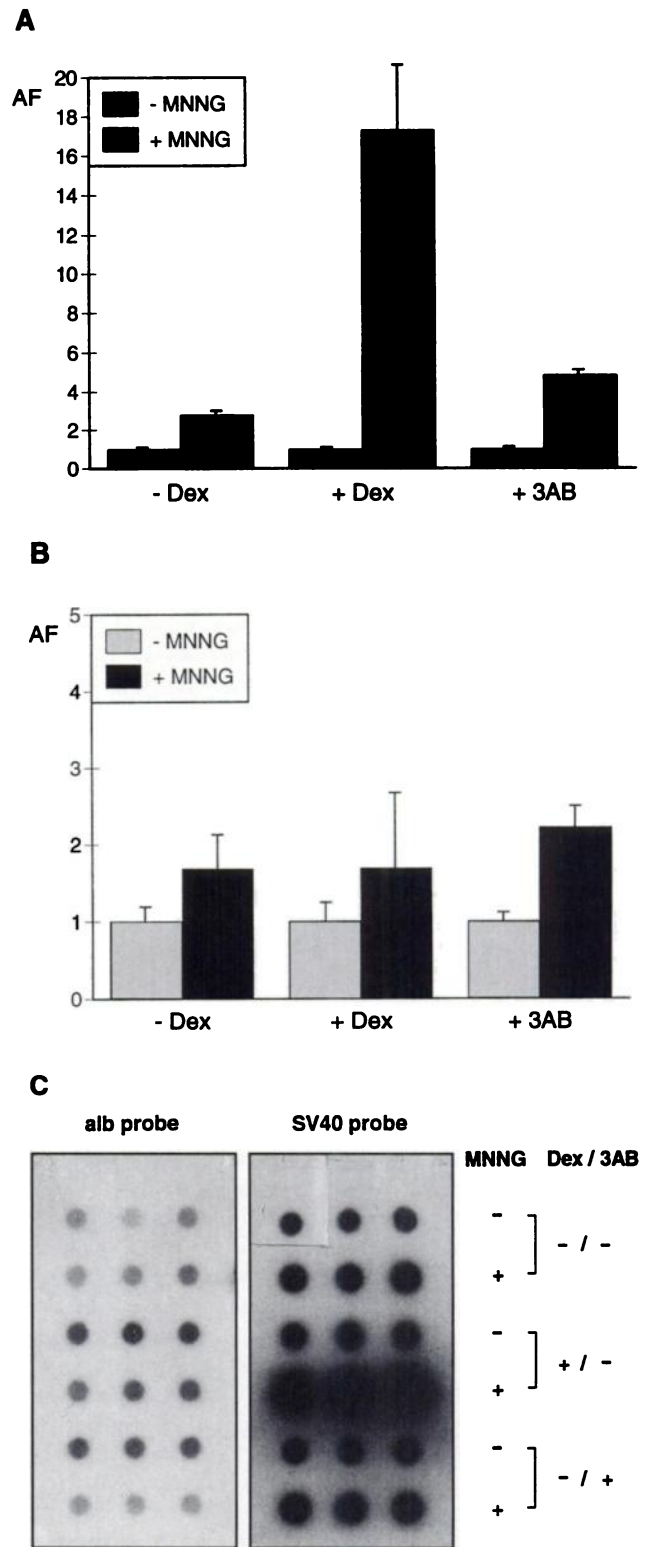 A
AF
20
18
16
14
12
10
8
6
4
2
0
- MNNG
+ MNNG
- Dex + Dex + 3AB
B
AF
5
4
3
2
1
0
- MNNG
+ MNNG
- Dex + Dex + 3AB
C
alb probe SV40 probe
MNNG Dex / 3AB
-
- / -
+
-
+ / -
+
-
- / +
+